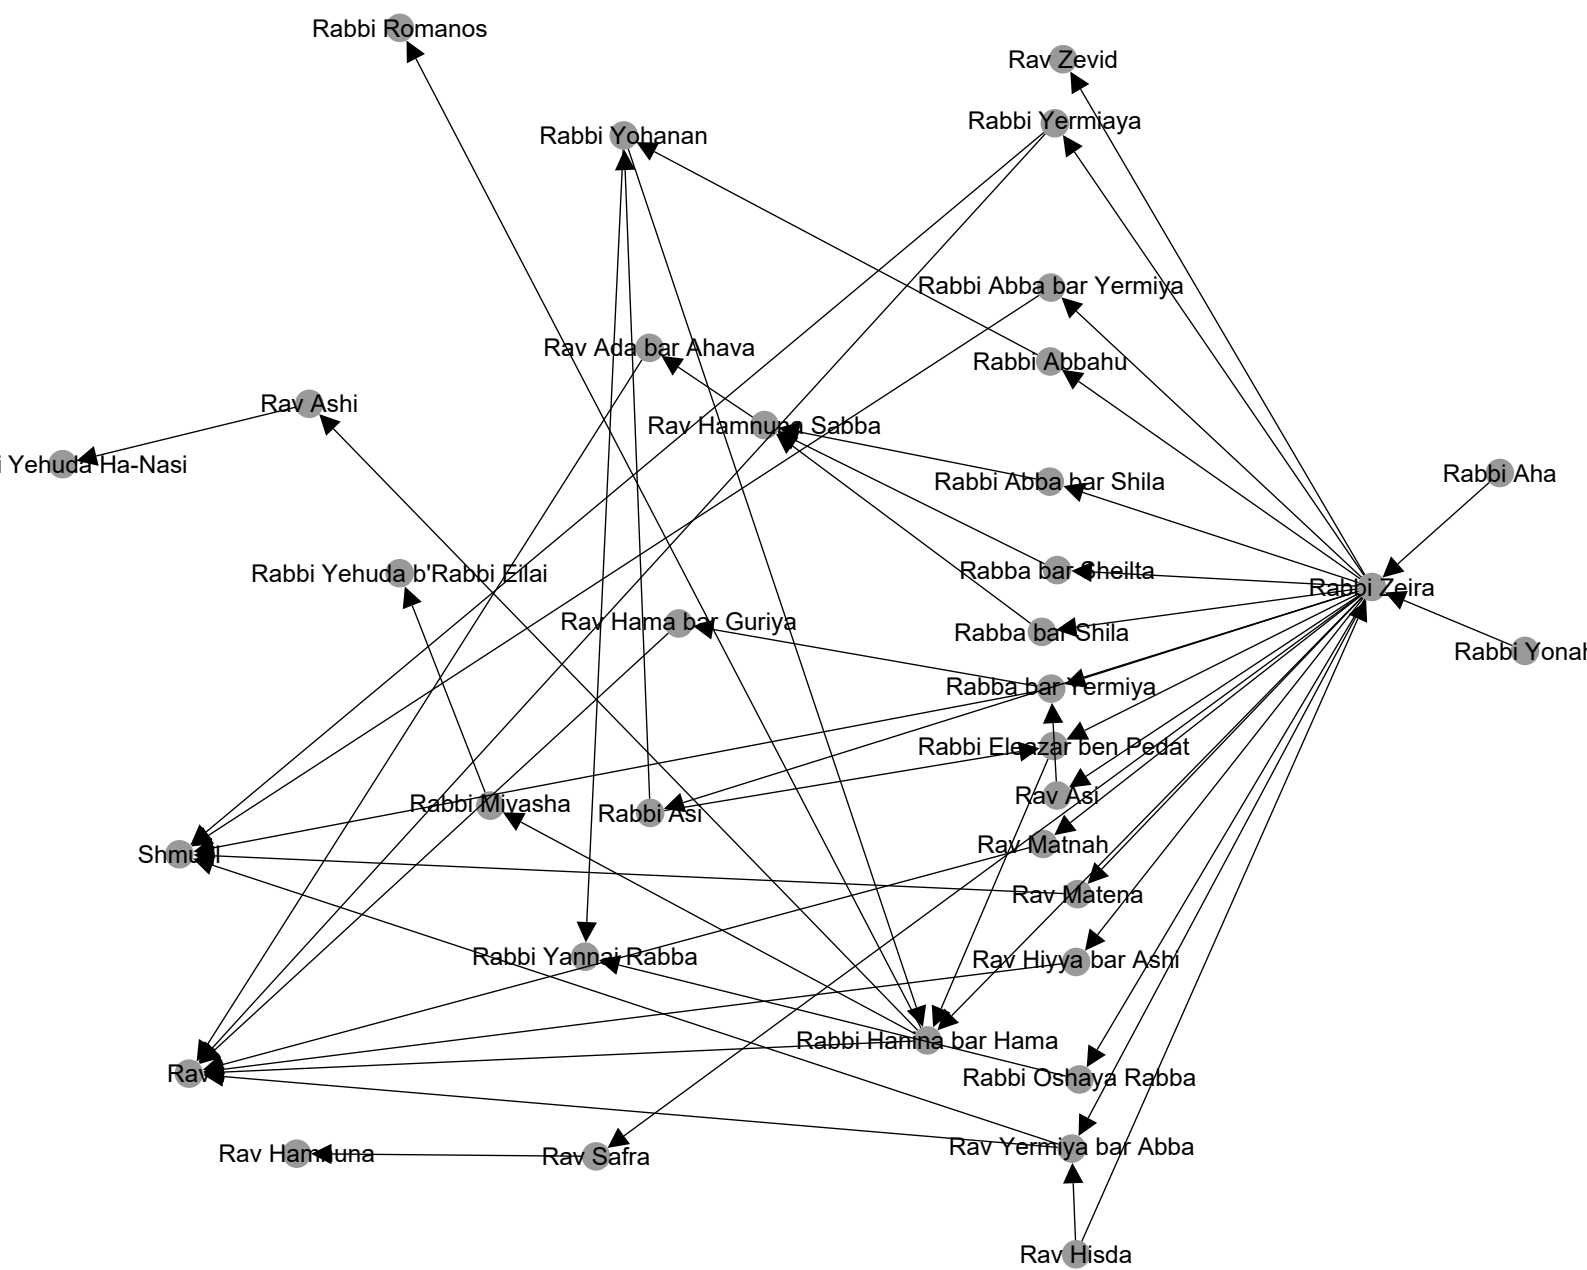 Rabbi Romanos
Rav Zevid
Rabbi Yermiaya
Rabbi Yohanan
Rabbi Abba bar Yermiya
Rav Ada bar Ahava
Rabbi Abbahu
Rav Ashi
Rav Hamnuna Sabba
i Yehuda Ha-Nasi
Rabbi Aha
Rabbi Abba bar Shila
Rabba bar Sheilta
Rabbi Yehuda b'Rabbi Eilai
Rabbi Zeira
Rav Hama bar Guriya
Rabba bar Shila
Rabbi Yonah
Rabba bar Yermiya
Rabbi Eleazar ben Pedat
Rav Asi
Rabbi Miyasha
Rabbi Asi
Rav Matnah
Shmuel
Rav Matena
Rabbi Yannai Rabba
Rav Hiyya bar Ashi
Rabbi Hanina bar Hama
Rav
Rabbi Oshaya Rabba
Rav Yermiya bar Abba
Rav Hamnuna
Rav Safra
Rav Hisda